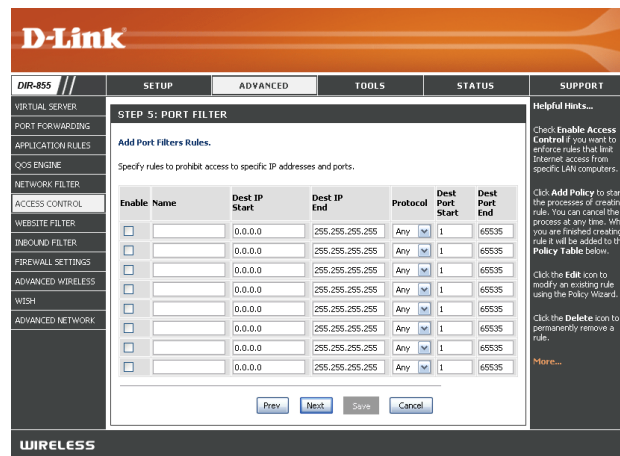 D-Link
DIR-855
SETUP ADVANCED TOOLS STATUS SUPPORT
VIRTUAL SERVER
PORT FORWARDING
APPLICATION RULES
QOS ENGINE
NETWORK FILTER
ACCESS CONTROL
WEBSITE FILTER
INBOUND FILTER
FIREWALL SETTINGS
ADVANCED WIRELESS
WISH
ADVANCED NETWORK
STEP 5: PORT FILTER
Add Port Filters Rules.
Specify rules to prohibit access to specific IP addresses and ports.
Enable Name Dest IP Start Dest IP End Protocol Dest Port Start Dest Port End
0.0.0.0 255.255.255.255 Any 1 65535
0.0.0.0 255.255.255.255 Any 1 65535
0.0.0.0 255.255.255.255 Any 1 65535
0.0.0.0 255.255.255.255 Any 1 65535
0.0.0.0 255.255.255.255 Any 1 65535
0.0.0.0 255.255.255.255 Any 1 65535
0.0.0.0 255.255.255.255 Any 1 65535
0.0.0.0 255.255.255.255 Any 1 65535
Prev Next Save Cancel
Helpful Hints...
Check Enable Access
Control if you want to
enforce rules that limit
Internet access from
specific LAN computers.
Click Add Policy to star
the processes of creatin
rule. You can cancel the
process at any time. Wh
you are finished creating
rule it will be added to th
Policy Table below.
Click the Edit icon to
modify an existing rule
using the Policy Wizard.
Click the Delete icon to
permanently remove a
rule.
More...
WIRELESS